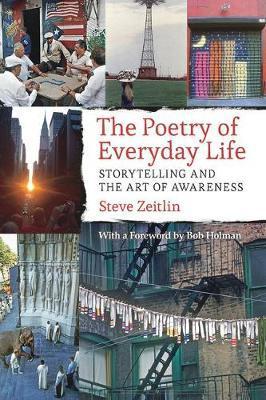 The Poetry of
Everyday Life
STORYTELLING AND
THE ART OF AWARENESS
Steve Zeitlin
With a Foreword by Bob Holman